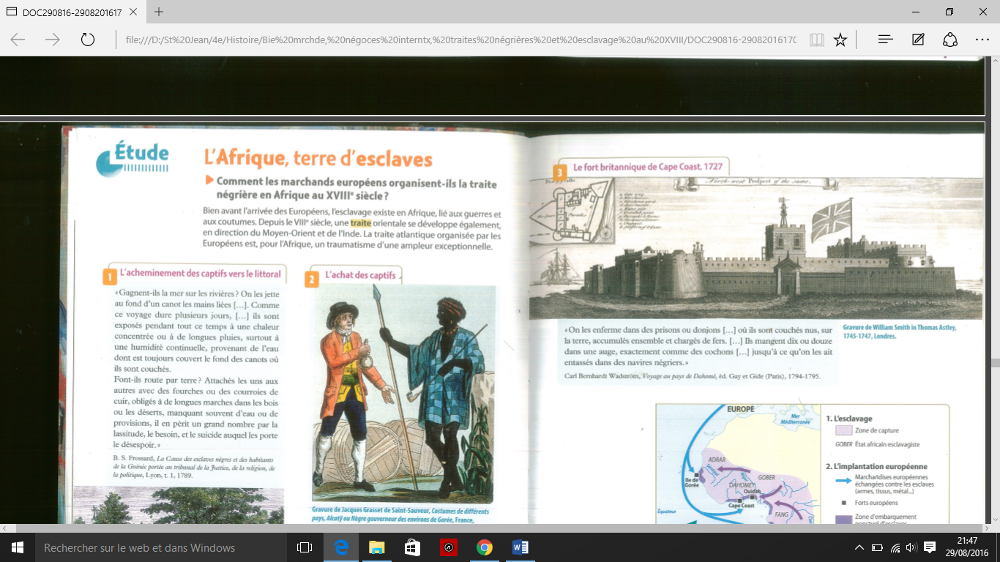 DOC290816-2908201617
file:///D:/St%20Jean/4e/Histoire/Bie%20mrchde,%20négoces%20interntx,%20traites%20négrières%20et%20esclavage%20au%20XVIII/DOC290816-29082016170
Étude
L'Afrique, terre d'esclaves
Comment les marchands européens organisent-ils la traite
négrière en Afrique au XVIIIe siècle ?
Bien avant l'arrivée des Européens, l'esclavage existe en Afrique, lié aux guerres et
aux coutumes. Depuis le VIIIe siècle, une traite orientale se développe également,
en direction du Moyen-Orient et de l'Inde. La traite atlantique organisée par les
Européens est, pour l'Afrique, un traumatisme d'une ampleur exceptionnelle.
1 L'acheminement des captifs vers le littoral
«Gagnent-ils la mer sur les rivières ? On les jette
au fond d'un canot les mains liées [...]. Comme
ce voyage dure plusieurs jours, [...] ils sont
exposés pendant tout ce temps à une chaleur
concentrée ou à de longues pluies, surtout à
une humidité continuelle, provenant de l'eau
dont est toujours couvert le fond des canots où
ils sont couchés.
Font-ils route par terre ? Attachés les uns aux
autres avec des fourches ou des courroies de
cuir, obligés à de longues marches dans les bois
ou les déserts, manquant souvent d'eau ou de
provisions, il en périt un grand nombre par la
lassitude, le besoin, et le suicide auquel les porte
le désespoir.»
B. S. Frossard, La Cause des esclaves nègres et des habitants
de la Guinée portée au tribunal de la Justice, de la religion, de
la politique, Lyon, t. 1, 1789.
2 L'achat des captifs
Gravure de Jacques Grasset de Saint-Sauveur, Costumes de différents
pays, Alcutÿ ou Nègre gouverneur des environs de Gorée, France,
3 Le fort britannique de Cape Coast, 1727
North-west Prospect of the same.
«On les enferme dans des prisons ou donjons [...] où ils sont couchés nus, sur
la terre, accumulés ensemble et chargés de fers. [...] Ils mangent dix ou douze
dans une auge, exactement comme des cochons [...] jusqu'à ce qu'on les ait
entassés dans des navires négriers.»
Carl Bernhardt Wadström, Voyage au pays de Dahomé, éd. Gay et Gide (Paris), 1794-1795.
Gravure de William Smith in Thomas Astley,
1745-1747, Londres.
EUROPE
Mer
Méditerranée
ADRAR
Ile de
Gorée
GOBER
DAHOMEY
Ouidah
Cape Coast
FANG
Équateur
1. L'esclavage
Zone de capture
GOBER État africain esclavagiste
2. L'implantation européenne
Marchandises européennes
échangées contre les esclaves
(armes, tissus, métal...)
Forts européens
Zone d'embarquement
Rechercher sur le web et dans Windows
21:47
29/08/2016